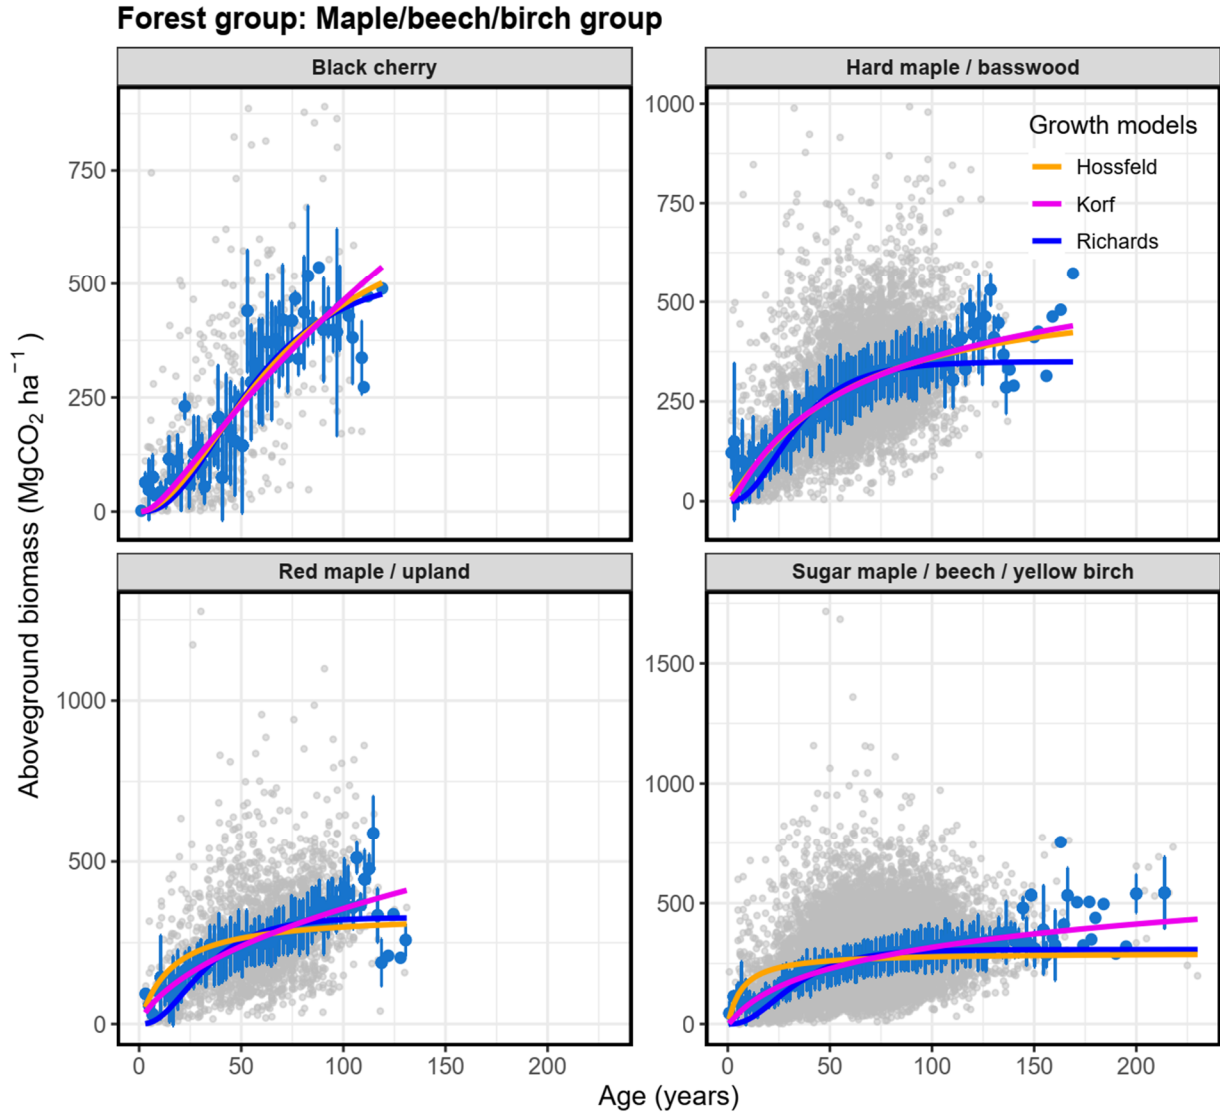 Forest group: Maple/beech/birch group
Black cherry
Hard maple / basswood
750
500
250
0
1000
750
500
250
0
Growth models
Hossfeld
Korf
Richards
Aboveground biomass (MgCO₂ ha⁻¹ )
Red maple / upland
Sugar maple / beech / yellow birch
1000
500
0
1500
1000
500
0
0 50 100 150 200
0 50 100 150 200
Age (years)